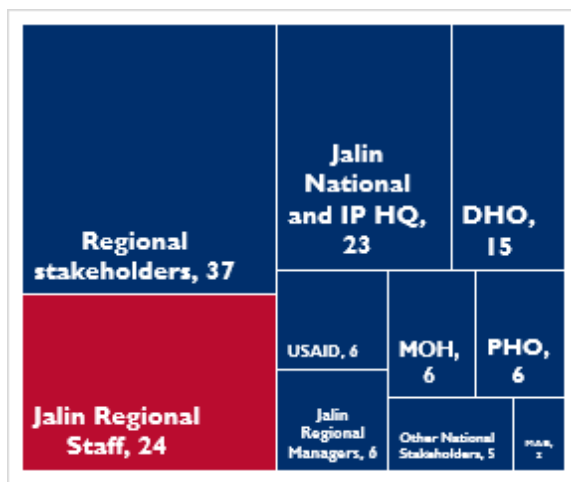 Regional
stakeholders, 37
Jalin
National
and IP HQ,
23
DHO,
15
Jalin Regional
Staff, 24
USAID, 6
MOH,
6
PHO,
6
Jalin
Regional
Managers, 6
Other National
Stakeholders, 5